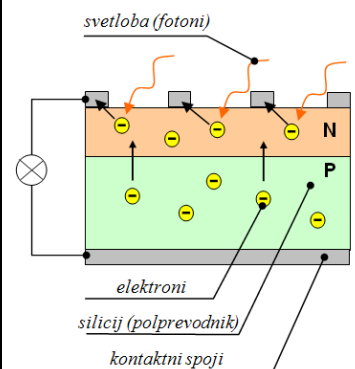 svetloba (fotoni)
N
P
elektroni
silicij (polprevodnik)
kontaktni spoji